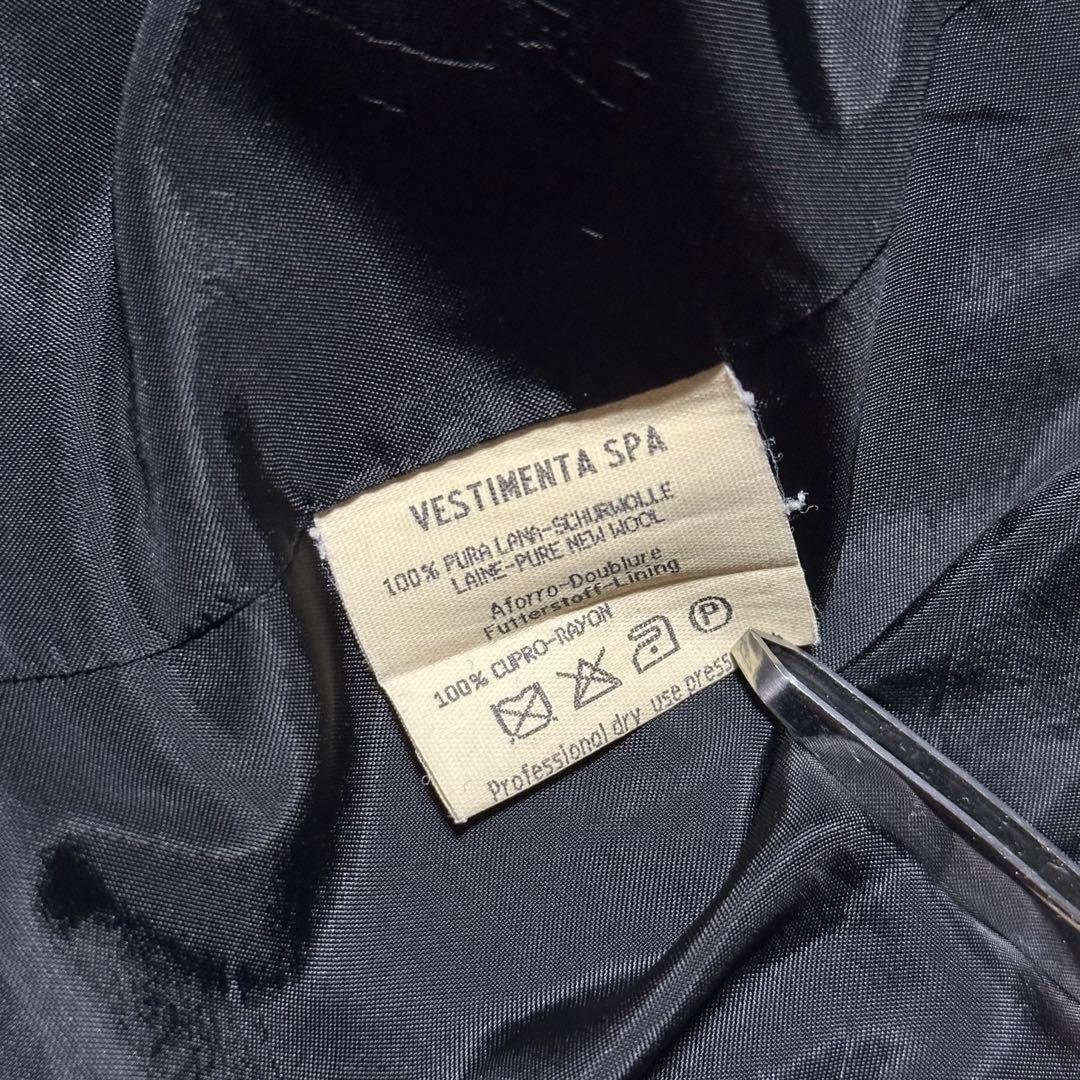 VESTIMENTA SPA
100% PURA LANA-SCHURWOLLE
LAINE-PURE NEW WOOL
Aforro-Doublure
Futterstoff-Lining
100% CUPRO-RAYON
P
Professional dry use press